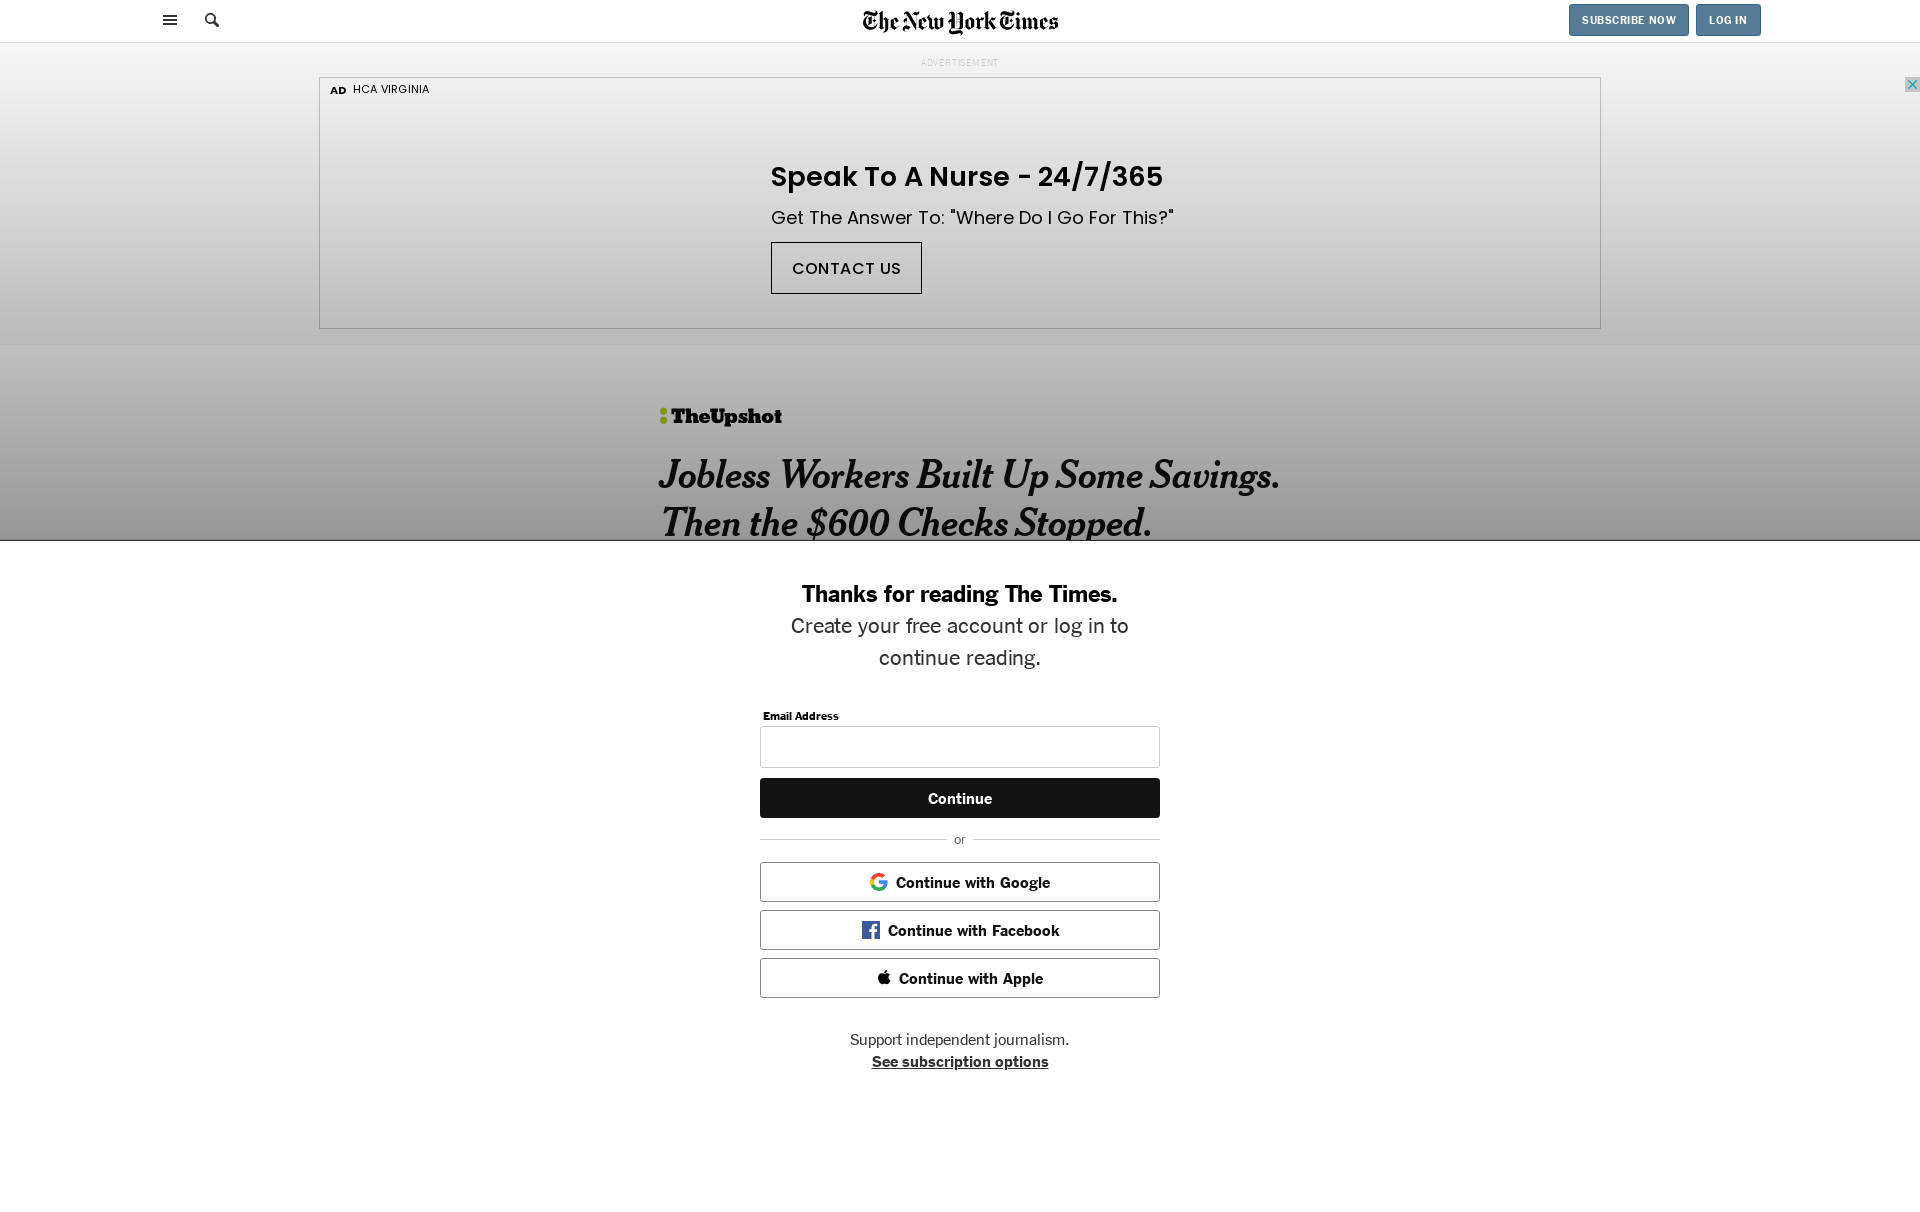 The New York Times
SUBSCRIBE NOW
LOG IN
ADVERTISEMENT
AD HCA VIRGINIA
Speak To A Nurse - 24/7/365
Get The Answer To: "Where Do I Go For This?"
CONTACT US
TheUpshot
Jobless Workers Built Up Some Savings.
Then the $600 Checks Stopped.
Thanks for reading The Times.
Create your free account or log in to
continue reading.
Email Address
Continue
or
Continue with Google
Continue with Facebook
Continue with Apple
Support independent journalism.
See subscription options